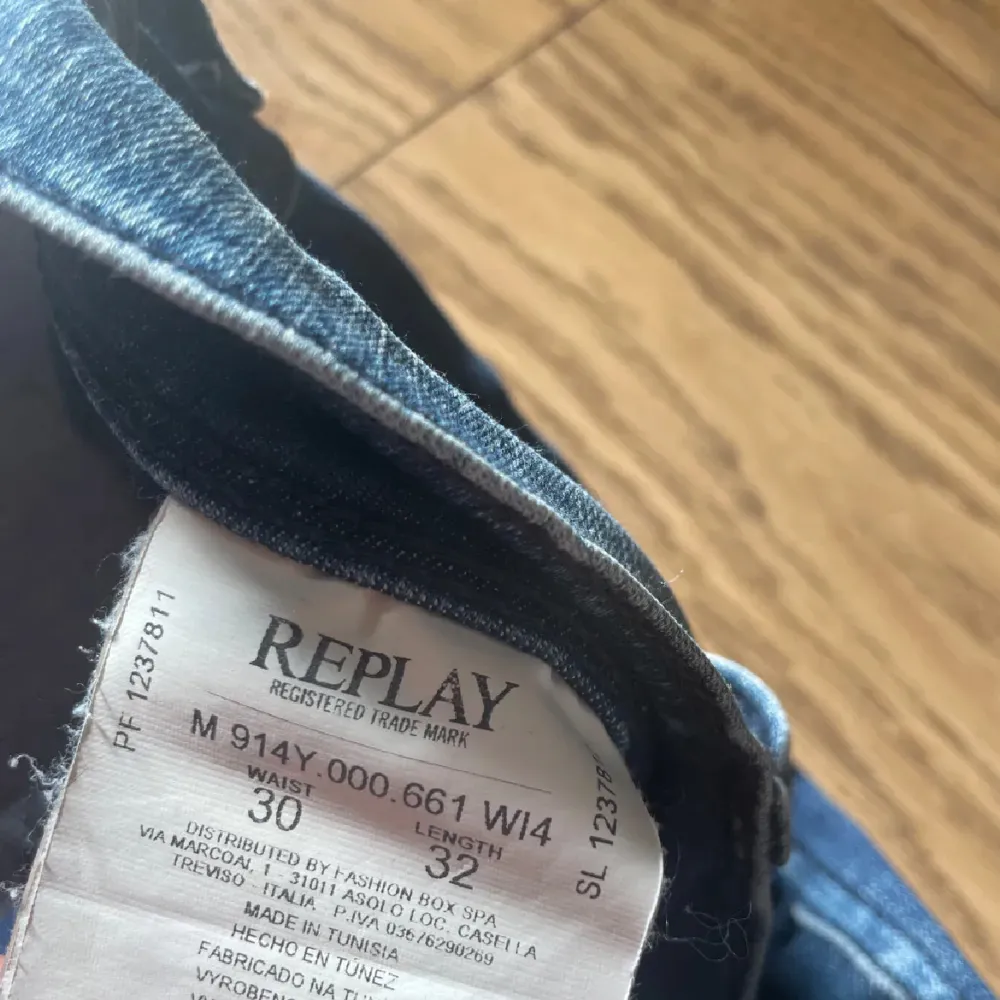 REPLAY
REGISTERED TRADE MARK
M 914Y.000.661 WI4
WAIST
30
LENGTH
32
DISTRIBUTED BY FASHION BOX SPA
VIA MARCOAI, 1 - 31011 ASOLO LOC. CASELLA
TREVISO - ITALIA P.IVA 03676290269
MADE IN TUNISIA
HECHO EN TÚNEZ
FABRICADO NA
PF 1237811
SL 12378